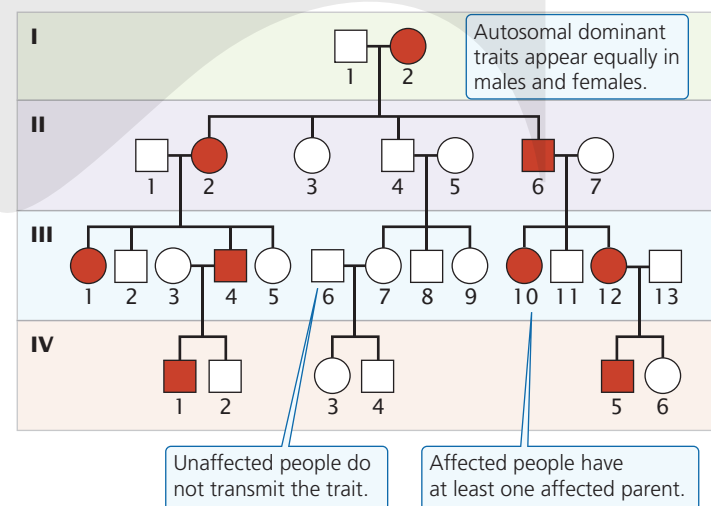 I
Autosomal dominant
traits appear equally in
males and females.
1 2
II
1 2 3 4 5 6 7
III
1 2 3 4 5 6 7 8 9 10 11 12 13
IV
1 2 3 4 5 6
Unaffected people do
not transmit the trait.
Affected people have
at least one affected parent.